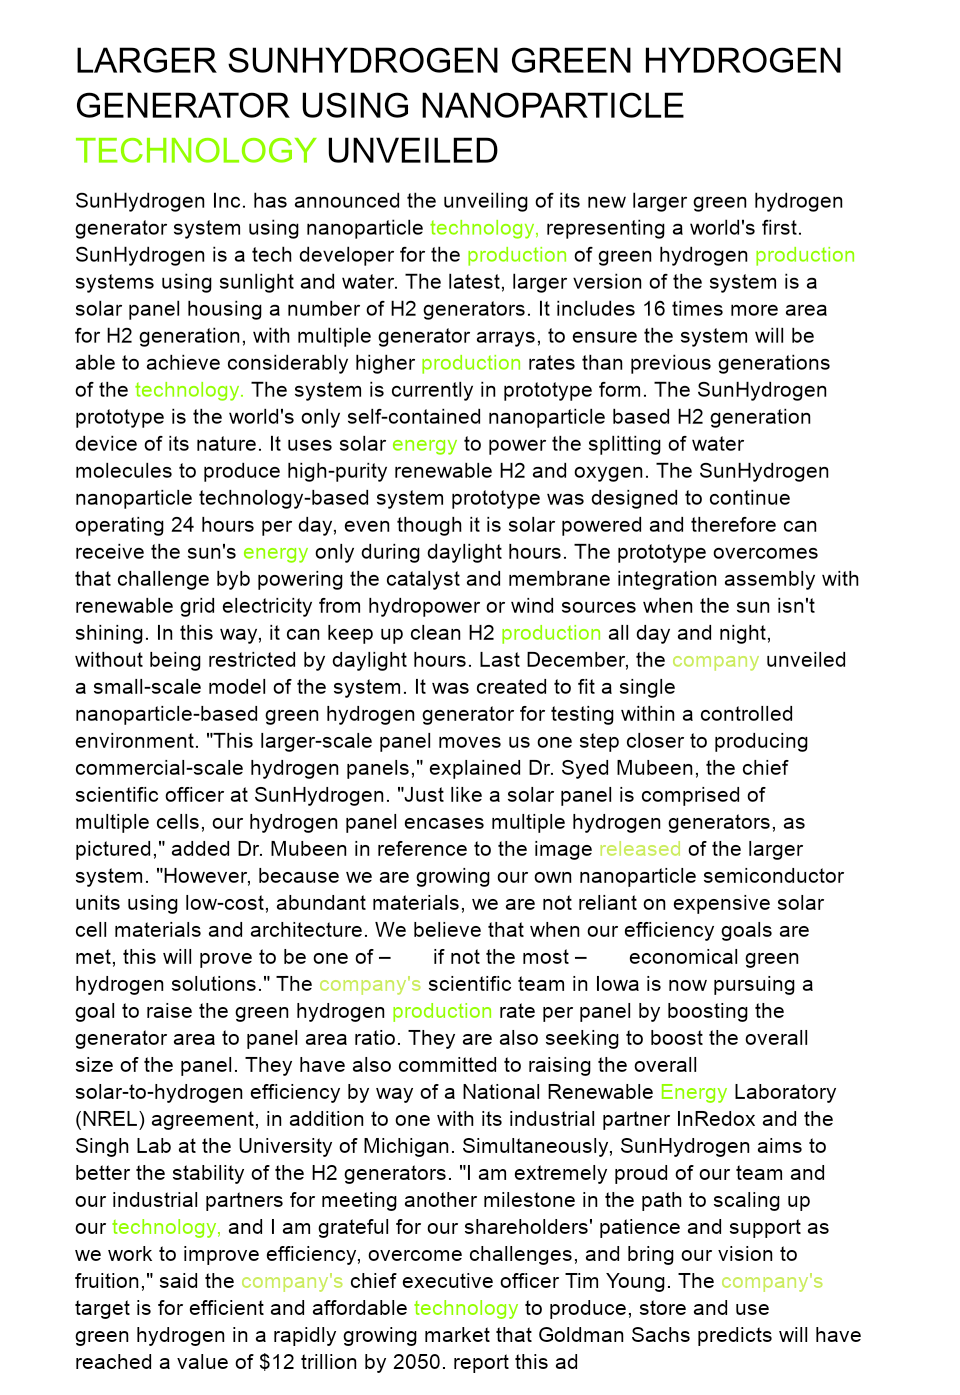 LARGER SUNHYDROGEN GREEN HYDROGEN
GENERATOR USING NANOPARTICLE
TECHNOLOGY UNVEILED
SunHydrogen Inc. has announced the unveiling of its new larger green hydrogen
generator system using nanoparticle technology, representing a world's first.
SunHydrogen is a tech developer for the production of green hydrogen production
systems using sunlight and water. The latest, larger version of the system is a
solar panel housing a number of H2 generators. It includes 16 times more area
for H2 generation, with multiple generator arrays, to ensure the system will be
able to achieve considerably higher production rates than previous generations
of the technology. The system is currently in prototype form. The SunHydrogen
prototype is the world's only self-contained nanoparticle based H2 generation
device of its nature. It uses solar energy to power the splitting of water
molecules to produce high-purity renewable H2 and oxygen. The SunHydrogen
nanoparticle technology-based system prototype was designed to continue
operating 24 hours per day, even though it is solar powered and therefore can
receive the sun's energy only during daylight hours. The prototype overcomes
that challenge byb powering the catalyst and membrane integration assembly with
renewable grid electricity from hydropower or wind sources when the sun isn't
shining. In this way, it can keep up clean H2 production all day and night,
without being restricted by daylight hours. Last December, the company unveiled
a small-scale model of the system. It was created to fit a single
nanoparticle-based green hydrogen generator for testing within a controlled
environment. "This larger-scale panel moves us one step closer to producing
commercial-scale hydrogen panels," explained Dr. Syed Mubeen, the chief
scientific officer at SunHydrogen. "Just like a solar panel is comprised of
multiple cells, our hydrogen panel encases multiple hydrogen generators, as
pictured," added Dr. Mubeen in reference to the image released of the larger
system. "However, because we are growing our own nanoparticle semiconductor
units using low-cost, abundant materials, we are not reliant on expensive solar
cell materials and architecture. We believe that when our efficiency goals are
met, this will prove to be one of – if not the most – economical green
hydrogen solutions." The company's scientific team in Iowa is now pursuing a
goal to raise the green hydrogen production rate per panel by boosting the
generator area to panel area ratio. They are also seeking to boost the overall
size of the panel. They have also committed to raising the overall
solar-to-hydrogen efficiency by way of a National Renewable Energy Laboratory
(NREL) agreement, in addition to one with its industrial partner InRedox and the
Singh Lab at the University of Michigan. Simultaneously, SunHydrogen aims to
better the stability of the H2 generators. "I am extremely proud of our team and
our industrial partners for meeting another milestone in the path to scaling up
our technology, and I am grateful for our shareholders' patience and support as
we work to improve efficiency, overcome challenges, and bring our vision to
fruition," said the company's chief executive officer Tim Young. The company's
target is for efficient and affordable technology to produce, store and use
green hydrogen in a rapidly growing market that Goldman Sachs predicts will have
reached a value of $12 trillion by 2050. report this ad